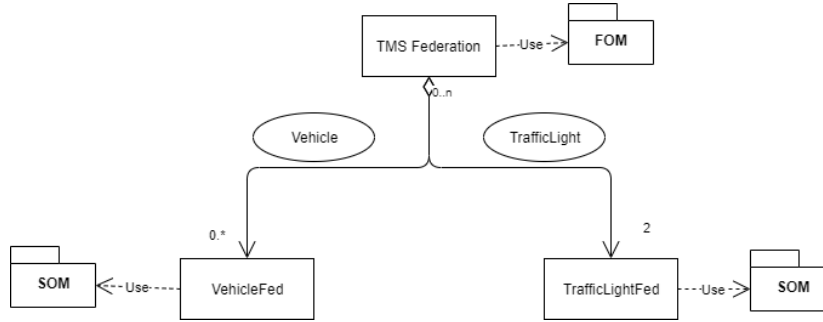 TMS Federation
Use
FOM
0..n
Vehicle
TrafficLight
0.*
2
SOM
Use
VehicleFed
TrafficLightFed
Use
SOM